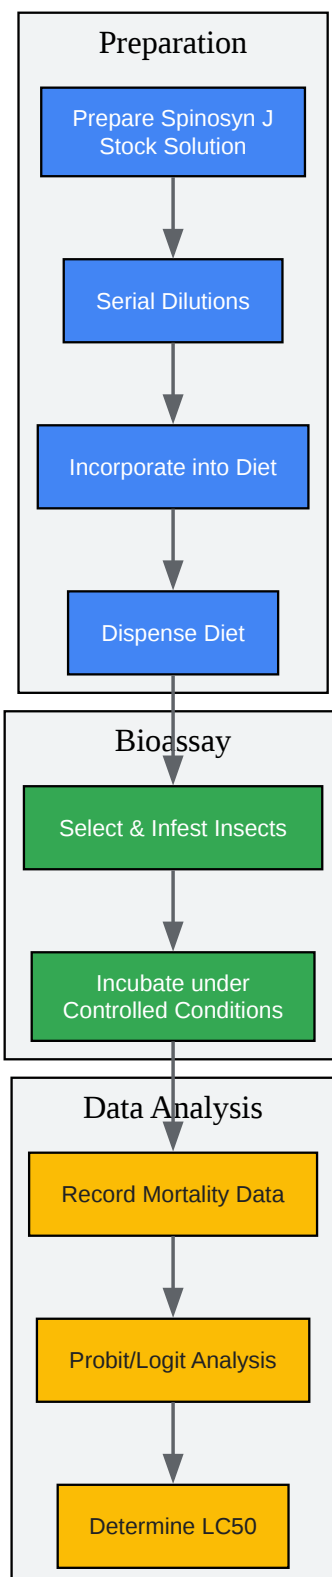 Preparation
Prepare Spinosyn J
Stock Solution
Serial Dilutions
Incorporate into Diet
Dispense Diet
Bioassay
Select & Infest Insects
Incubate under
Controlled Conditions
Data Analysis
Record Mortality Data
Probit/Logit Analysis
Determine LC50